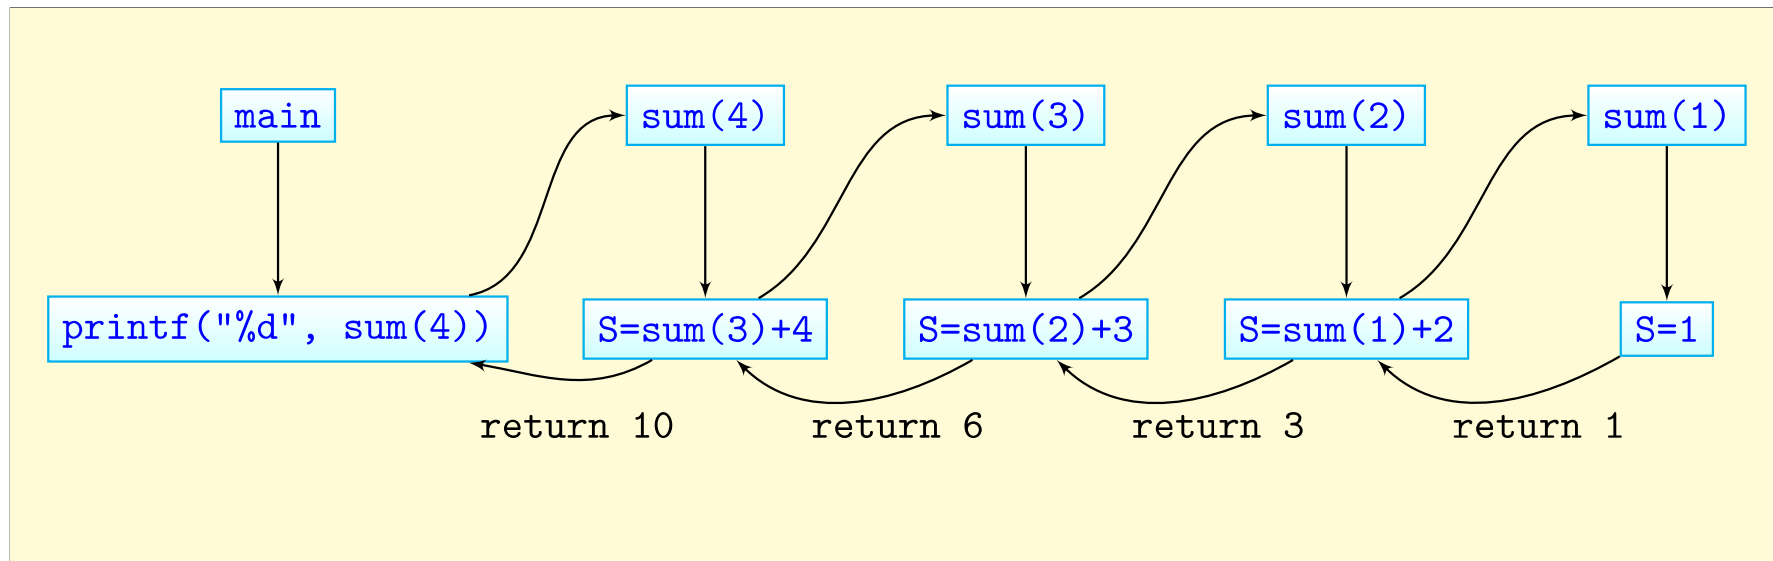 main
sum(4)
sum(3)
sum(2)
sum(1)
printf("%d", sum(4))
S=sum(3)+4
S=sum(2)+3
S=sum(1)+2
S=1
return 10
return 6
return 3
return 1